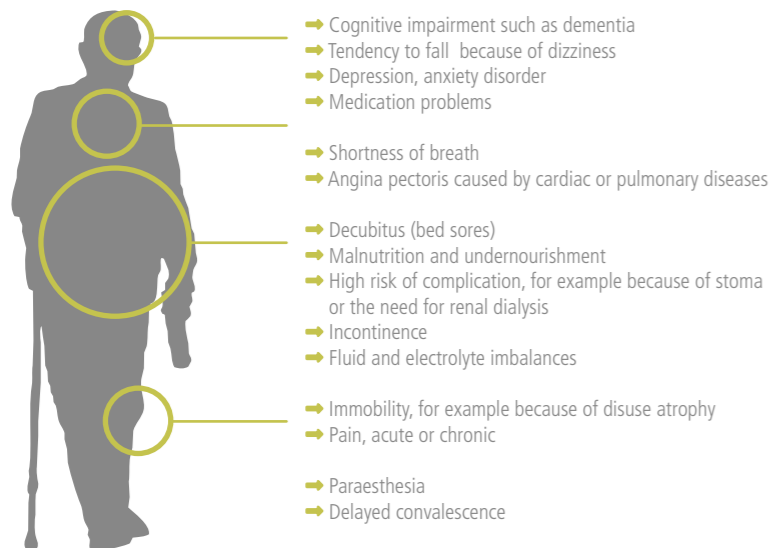 ➡ Cognitive impairment such as dementia
➡ Tendency to fall because of dizziness
➡ Depression, anxiety disorder
➡ Medication problems
➡ Shortness of breath
➡ Angina pectoris caused by cardiac or pulmonary diseases
➡ Decubitus (bed sores)
➡ Malnutrition and undernourishment
➡ High risk of complication, for example because of stoma
or the need for renal dialysis
➡ Incontinence
➡ Fluid and electrolyte imbalances
➡ Immobility, for example because of disuse atrophy
➡ Pain, acute or chronic
➡ Paraesthesia
➡ Delayed convalescence